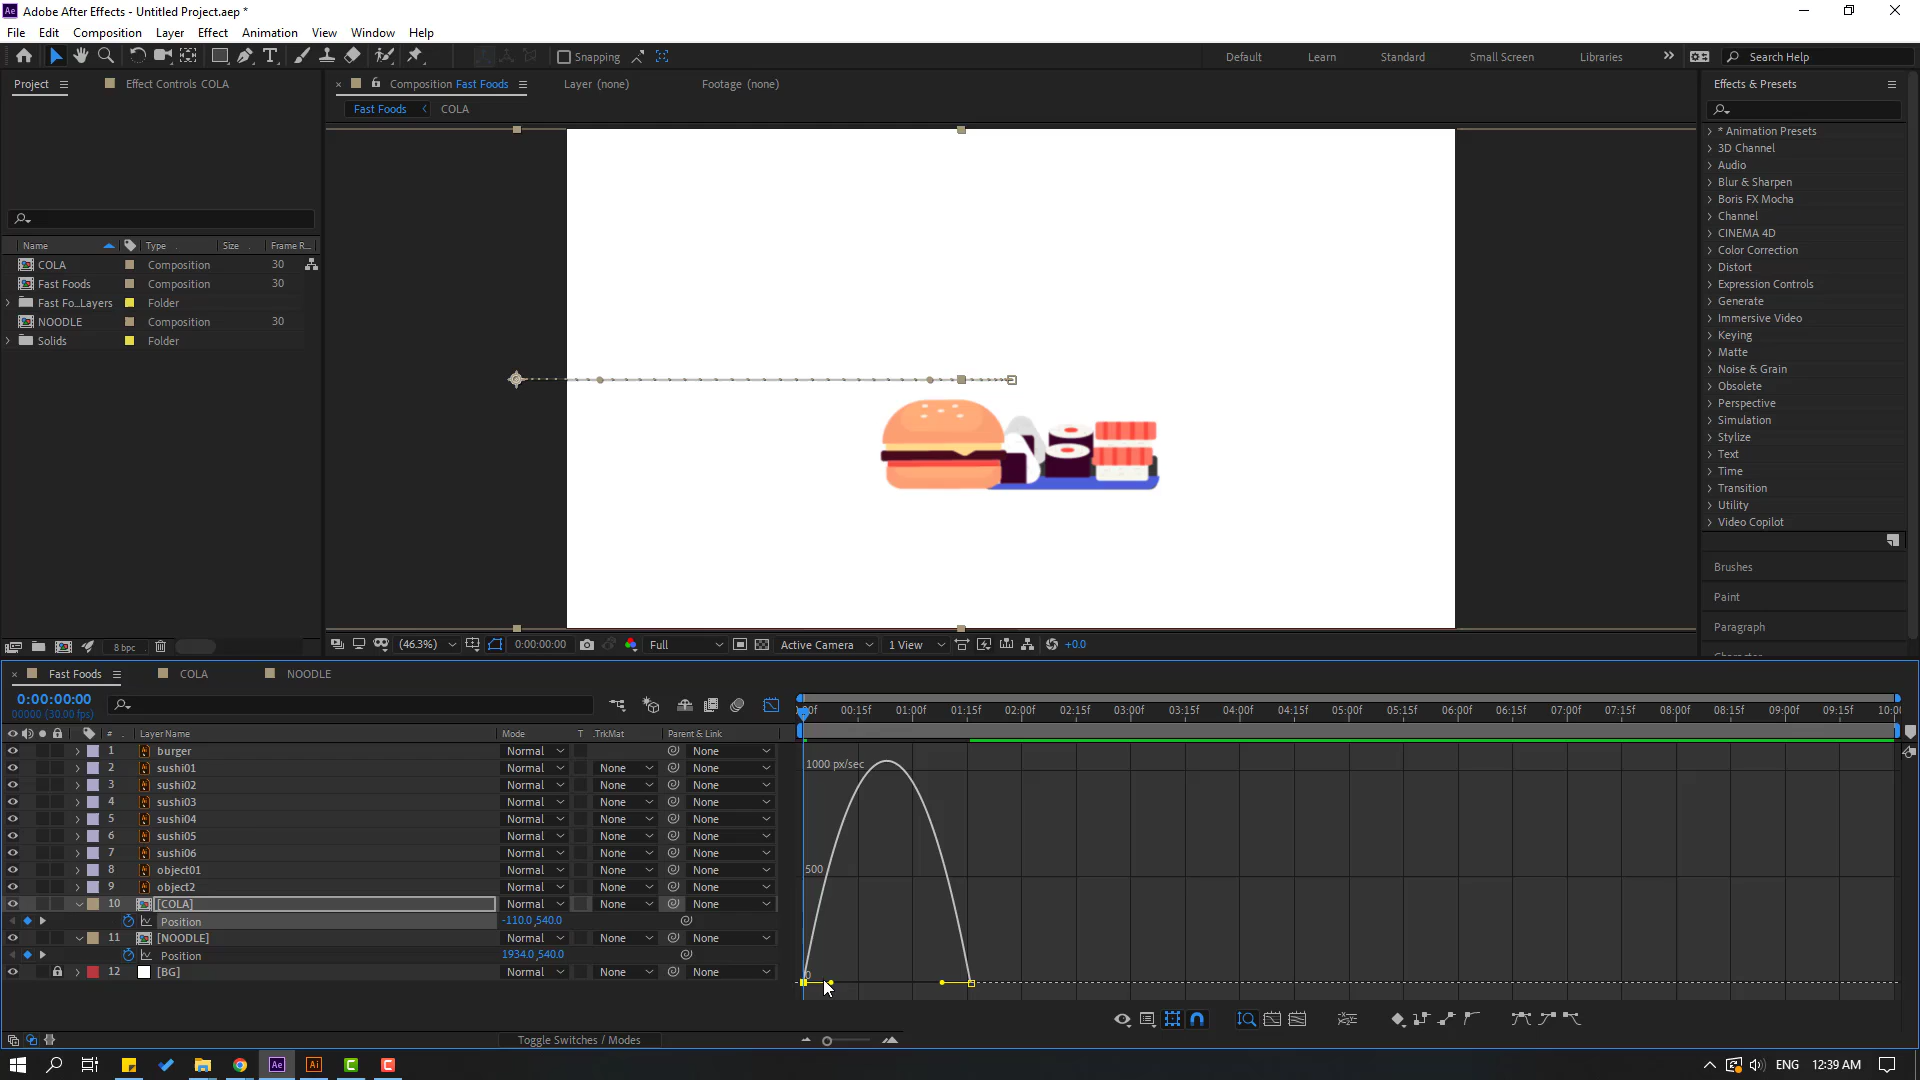 Adobe After Effects - Untitled Project.aep *
File Edit Composition Layer Effect Animation View Window Help
Snapping Default Learn Standard Small Screen Libraries Search Help
Project Effect Controls COLA Composition Fast Foods Layer (none) Footage (none) Effects & Presets
Fast Foods COLA
* Animation Presets
3D Channel
Audio
Blur & Sharpen
Boris FX Mocha
Channel
CINEMA 4D
Color Correction
Distort
Expression Controls
Generate
Immersive Video
Keying
Matte
Noise & Grain
Obsolete
Perspective
Simulation
Stylize
Text
Time
Transition
Utility
Video Copilot
Brushes
Paint
Paragraph
Name Type Size Frame R...
COLA Composition 30
Fast Foods Composition 30
Fast Fo...Layers Folder
NOODLE Composition 30
Solids Folder
8 bpc
(46.3%) 0:00:00:00 Full Active Camera 1 View +0.0
Fast Foods COLA NOODLE
0:00:00:00
00000 (30.00 fps)
:00f 00:15f 01:00f 01:15f 02:00f 02:15f 03:00f 03:15f 04:00f 04:15f 05:00f 05:15f 06:00f 06:15f 07:00f 07:15f 08:00f 08:15f 09:00f 09:15f 10:0
# Layer Name Mode T .TrkMat Parent & Link
1 burger Normal None
2 sushi01 Normal None None
3 sushi02 Normal None None
4 sushi03 Normal None None
5 sushi04 Normal None None
6 sushi05 Normal None None
7 sushi06 Normal None None
8 object01 Normal None None
9 object2 Normal None None
10 [COLA] Normal None None
Position -110.0,540.0
11 [NOODLE] Normal None None
Position 1934.0,540.0
12 [BG] Normal None None
1000 px/sec
500
0
Toggle Switches / Modes
ENG 12:39 AM